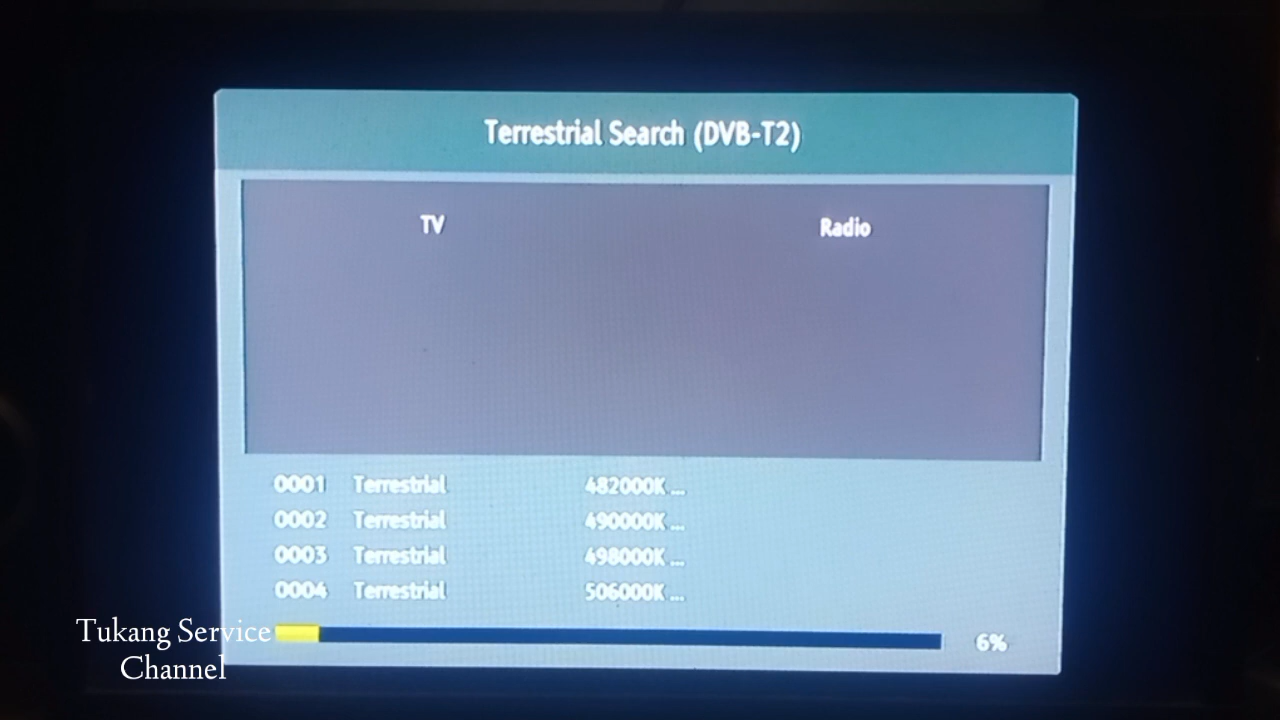 Terrestrial Search (DVB-T2)
TV Radio
0001 Terrestrial 482000K ...
0002 Terrestrial 490000K ...
0003 Terrestrial 498000K ...
0004 Terrestrial 506000K ...
6%
Tukang Service
Channel